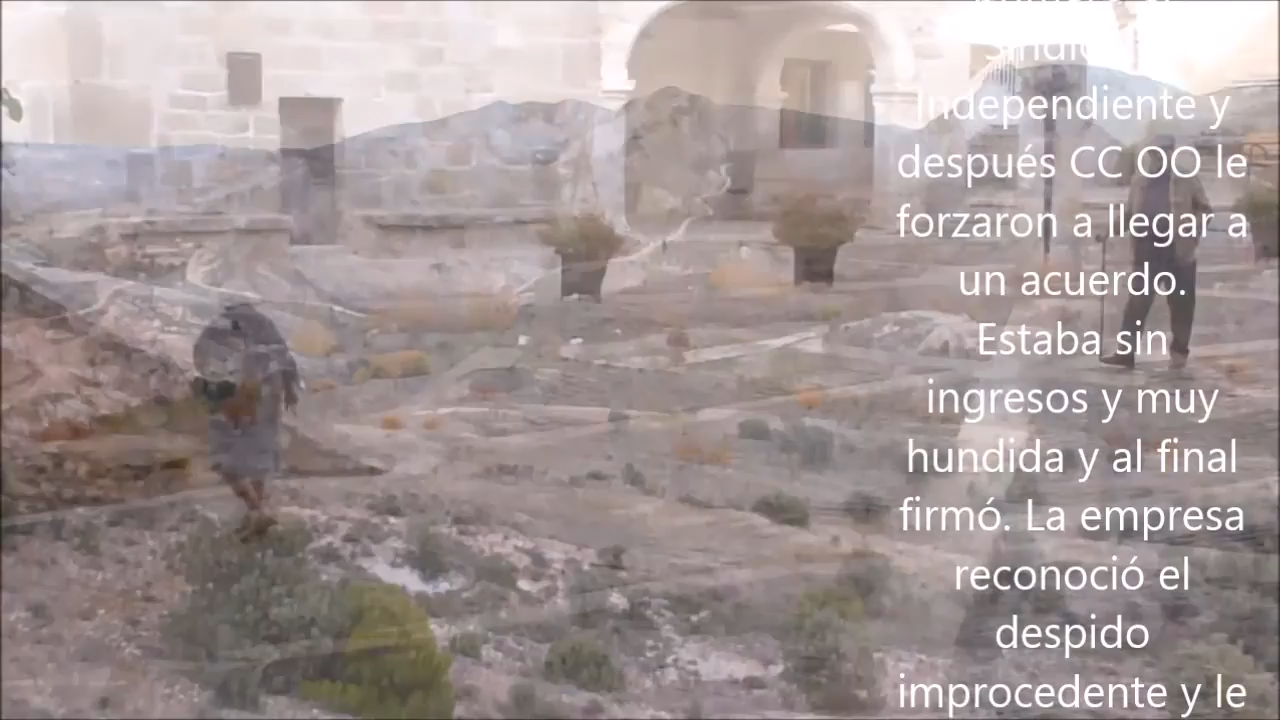 Independiente y
después CC OO le
forzaron a llegar a
un acuerdo.
Estaba sin
ingresos y muy
hundida y al final
firmó. La empresa
reconoció el
despido
improcedente y le